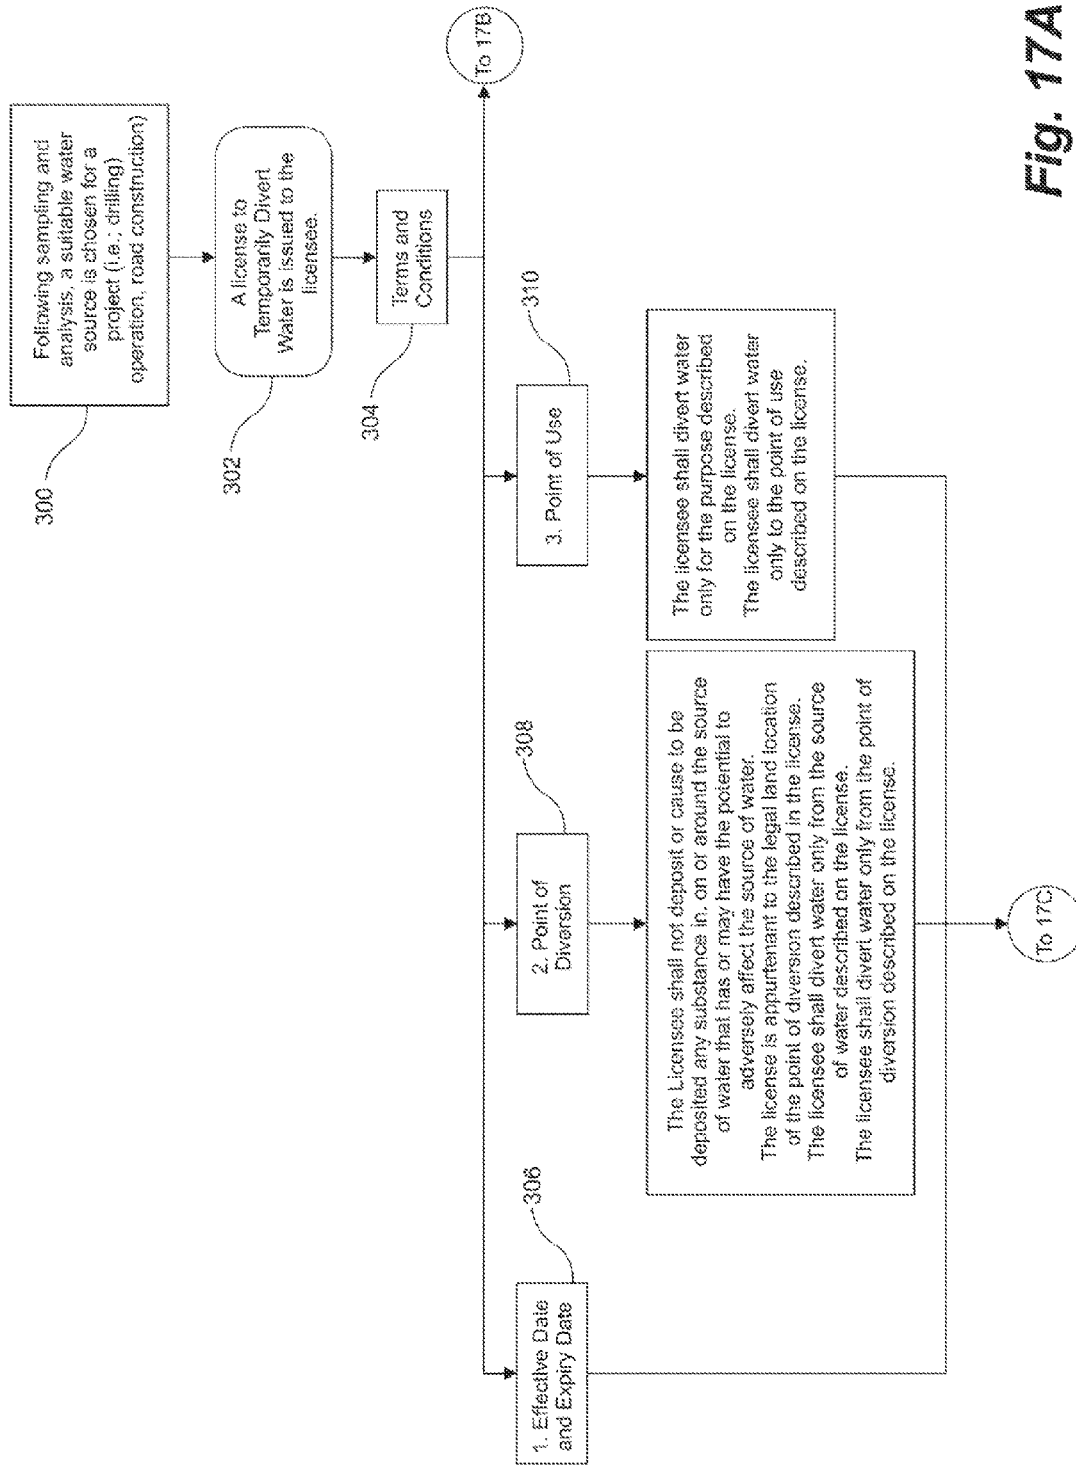 Following sampling and
analysis, a suitable water
source is chosen for a
project (i.e.; drilling)
operation, road construction)
300
A license to
Temporarily Divert
Water is issued to the
licensee.
302
Terms and
Conditions
304
To 17B
1. Effective Date
and Expiry Date
306
2. Point of
Diversion
308
3. Point of Use
310
The Licensee shall not deposit or cause to be
deposited any substance in, on or around the source
of water that has or may have the potential to
adversely affect the source of water.
The license is appurtenant to the legal land location
of the point of diversion described in the license.
The licensee shall divert water only from the source
of water described on the license.
The licensee shall divert water only from the point of
diversion described on the license.
The licensee shall divert water
only for the purpose described
on the license.
The licensee shall divert water
only to the point of use
described on the license.
To 17C
Fig. 17A